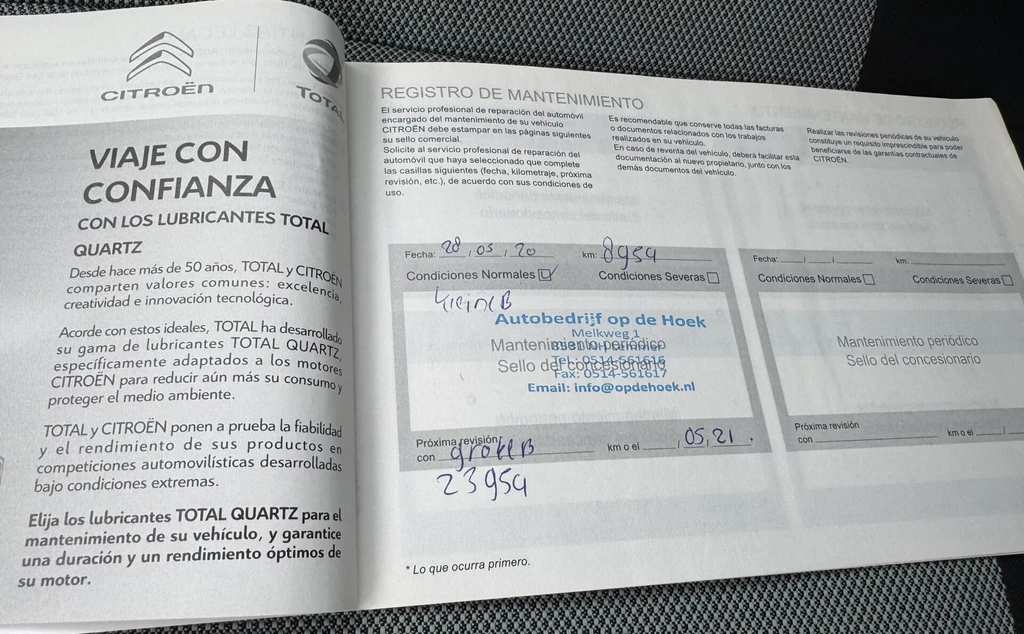 CITROËN
TOTAL
VIAJE CON
CONFIANZA
CON LOS LUBRICANTES TOTAL
QUARTZ
Desde hace más de 50 años, TOTAL y CITROËN
comparten valores comunes: excelencia,
creatividad e innovación tecnológica.
Acorde con estos ideales, TOTAL ha desarrollado
su gama de lubricantes TOTAL QUARTZ,
específicamente adaptados a los motores
CITROËN para reducir aún más su consumo y
proteger el medio ambiente.
TOTAL y CITROËN ponen a prueba la fiabilidad
y el rendimiento de sus productos en
competiciones automovilísticas desarrolladas
bajo condiciones extremas.
Elija los lubricantes TOTAL QUARTZ para el
mantenimiento de su vehículo, y garantice
una duración y un rendimiento óptimos de
su motor.
REGISTRO DE MANTENIMIENTO
El servicio profesional de reparación del automóvil
encargado del mantenimiento de su vehículo
CITROËN debe estampar en las páginas siguientes
su sello comercial.
Solicite al servicio profesional de reparación del
automóvil que haya seleccionado que complete
las casillas siguientes (fecha, kilometraje, próxima
revisión, etc.), de acuerdo con sus condiciones de
uso.
Es recomendable que conserve todas las facturas
o documentos relacionados con los trabajos
realizados en su vehículo.
En caso de reventa del vehículo, deberá facilitar esta
documentación al nuevo propietario, junto con los
demás documentos del vehículo.
Realizar las revisiones periódicas de su vehículo
constituye un requisito imprescindible para poder
beneficiarse de las garantías contractuales de
CITROËN.
Fecha: 28, 05, 20 km: 8959
Condiciones Normales Condiciones Severas
Kleine B
Autobedrijf op de Hoek
Melkweg 1
Mantenimiento periódico
Sello del concesionario
Tel.: 0514-561616
Fax: 0514-561617
Email: info@opdehoek.nl
Próxima revisión
con grote B km o el 05, 21
23959
Fecha: / / km:
Condiciones Normales Condiciones Severas
Mantenimiento periódico
Sello del concesionario
Próxima revisión
con km o el /
* Lo que ocurra primero.